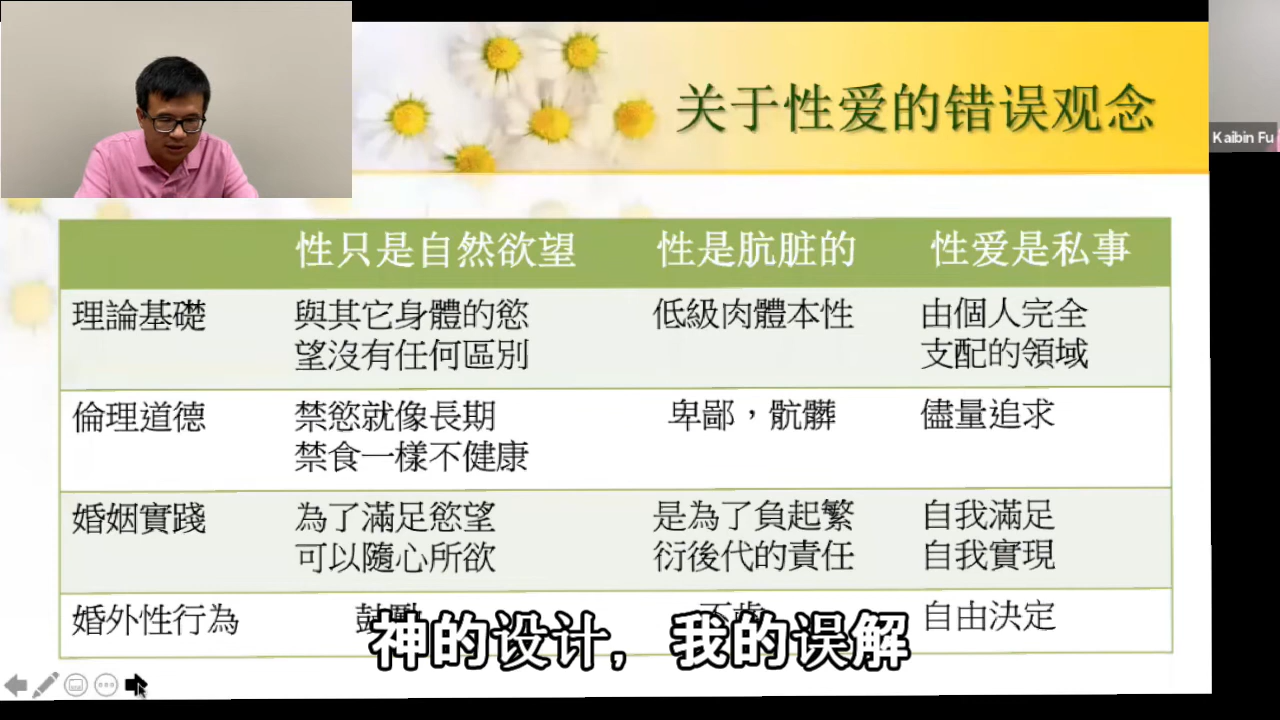 关于性爱的错误观念
Kaibin Fu
性只是自然欲望 性是肮脏的 性爱是私事
理論基礎 與其它身體的慾 低級肉體本性 由個人完全
望沒有任何區別 支配的領域
倫理道德 禁慾就像長期 卑鄙，骯髒 儘量追求
禁食一樣不健康
婚姻實踐 為了滿足慾望 是為了負起繁 自我滿足
可以隨心所欲 衍後代的責任 自我實現
婚外性行為 鼓勵 不齒 自由決定
神的设计，我的误解